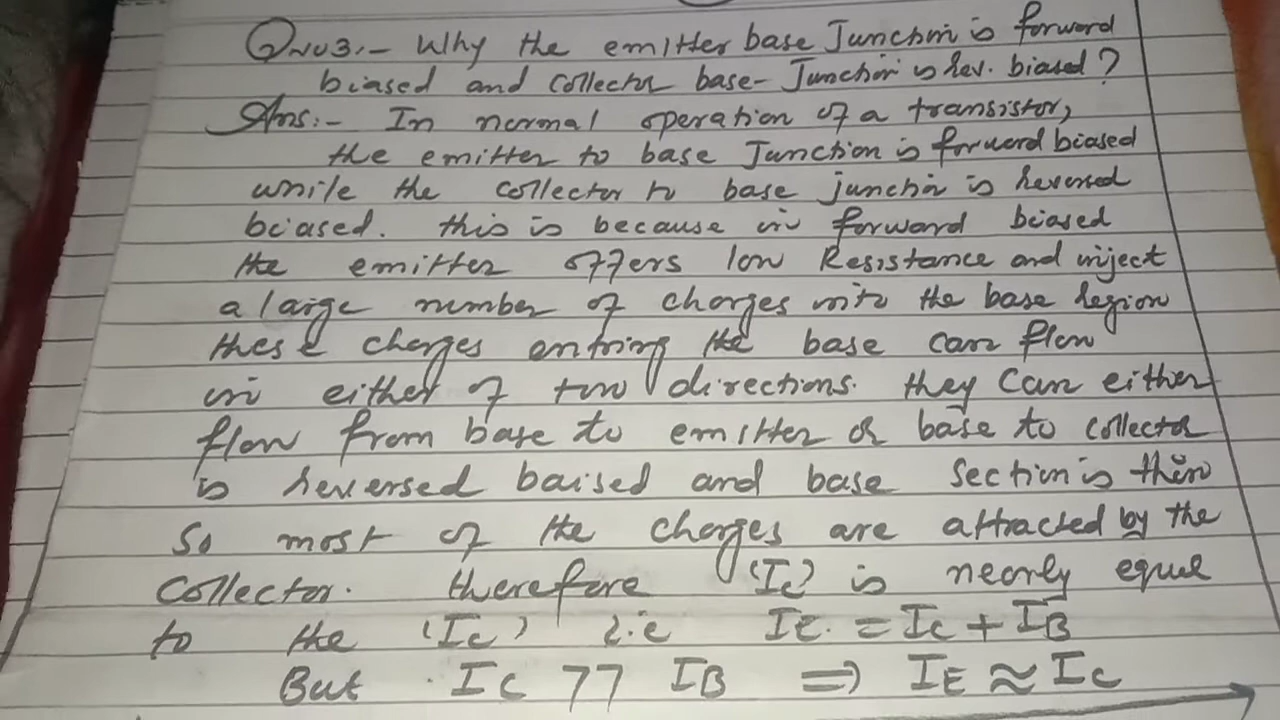 Q.No3:- Why the emitter base Junction is forward
biased and collector base- Junction is rev. biased?
Ans:- In normal operation of a transistor,
the emitter to base Junction is forward biased
while the collector to base junction is reversed
biased. this is because in forward biased
the emitter offers low Resistance and inject
a large number of charges into the base region
these charges entring the base can flow
in either of two directions. they can either
flow from base to emitter or base to collector
is reversed baised and base section is thin
So most of the charges are attracted by the
collector. therefore (Ic) is nearly equal
to the (Ic) i.e IE. = Ic + IB
But IC >> IB => IE ≈ Ic